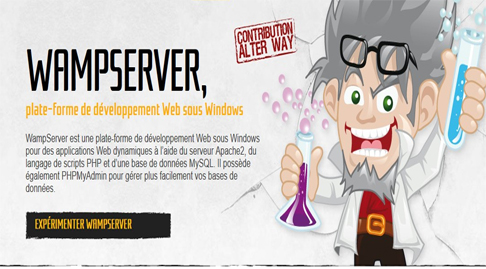 CONTRIBUTION
ALTER WAY
WAMPSERVER,
plate-forme de développement Web sous Windows
WampServer est une plate-forme de développement Web sous Windows
pour des applications Web dynamiques à l'aide du serveur Apache2, du
langage de scripts PHP et d'une base de données MySQL. Il possède
également PHPMyAdmin pour gérer plus facilement vos bases de
données.
EXPÉRIMENTER WAMPSERVER